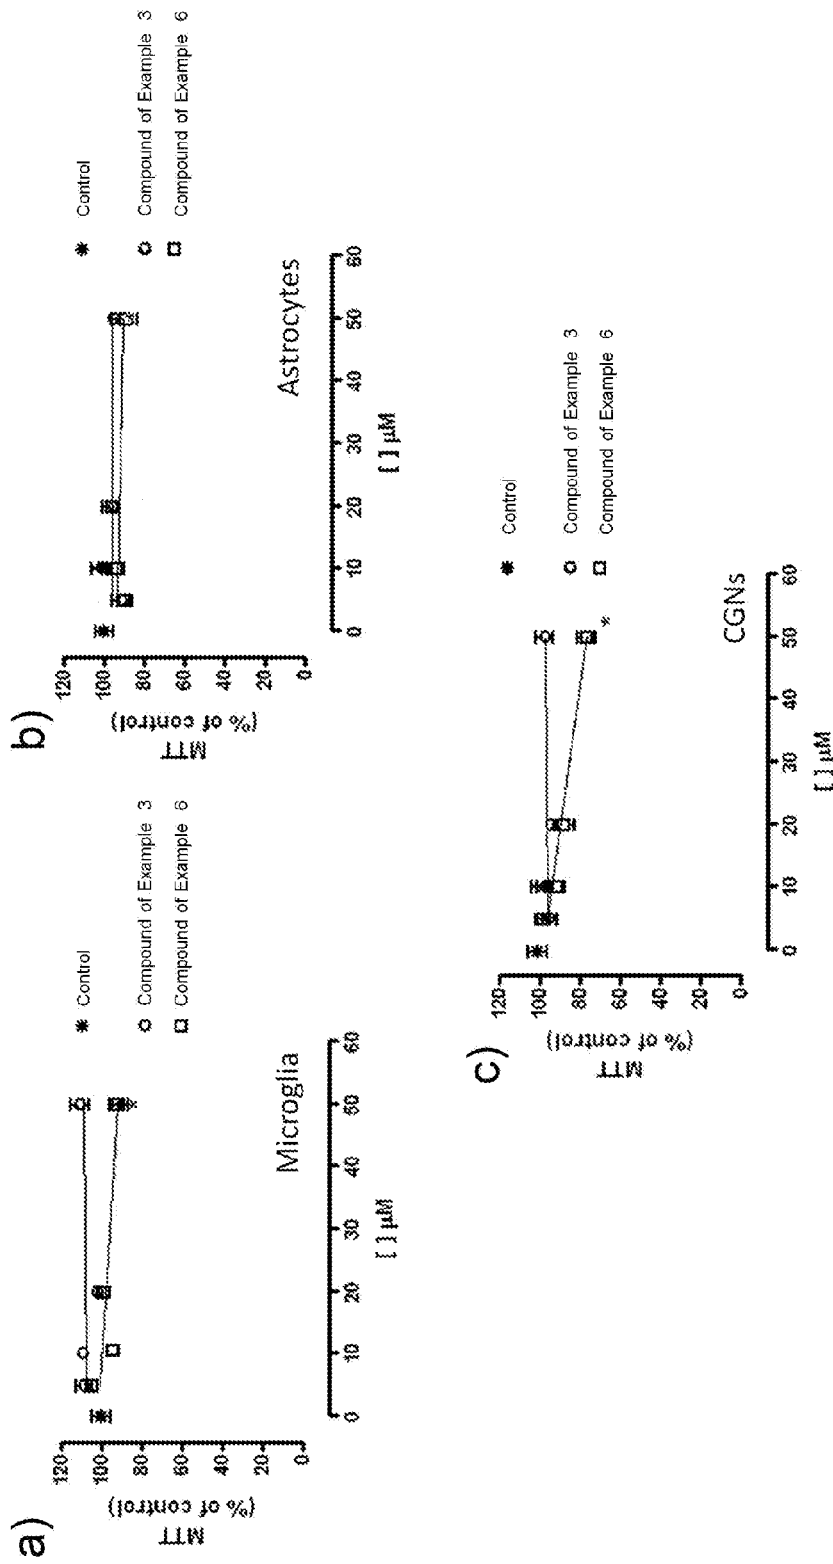 a)
MTT
(% of control)
120
100
80
60
40
20
0
0 10 20 30 40 50 60
[ ] µM
Microglia
*
Control
Compound of Example 3
Compound of Example 6
b)
MTT
(% of control)
120
100
80
60
40
20
0
0 10 20 30 40 50 60
[ ] µM
Astrocytes
Control
Compound of Example 3
Compound of Example 6
c)
MTT
(% of control)
120
100
80
60
40
20
0
0 10 20 30 40 50 60
[ ] µM
CGNs
*
Control
Compound of Example 3
Compound of Example 6